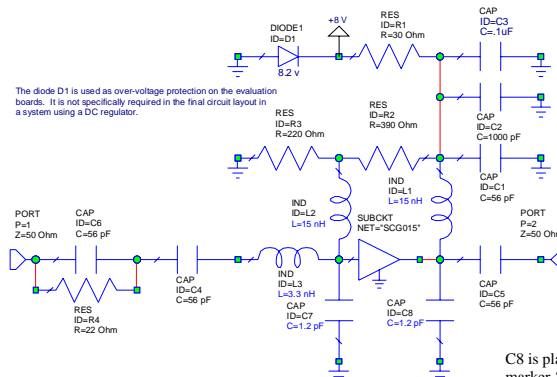 DIODE1
ID=D1
8.2 v
+8 V
RES
ID=R1
R=30 Ohm
CAP
ID=C3
C=.1uF
The diode D1 is used as over-voltage protection on the evaluation
boards. It is not specifically required in the final circuit layout in
a system using a DC regulator.
CAP
ID=C2
C=1000 pF
RES
ID=R3
R=220 Ohm
RES
ID=R2
R=390 Ohm
CAP
ID=C1
C=56 pF
IND
ID=L2
L=15 nH
IND
ID=L1
L=15 nH
SUBCKT
NET="SCG015"
PORT
P=1
Z=50 Ohm
CAP
ID=C6
C=56 pF
RES
ID=R4
R=22 Ohm
CAP
ID=C4
C=56 pF
IND
ID=L3
L=3.3 nH
CAP
ID=C7
C=1.2 pF
CAP
ID=C8
C=1.2 pF
CAP
ID=C5
C=56 pF
PORT
P=2
Z=50 Ohm
C8 is pla